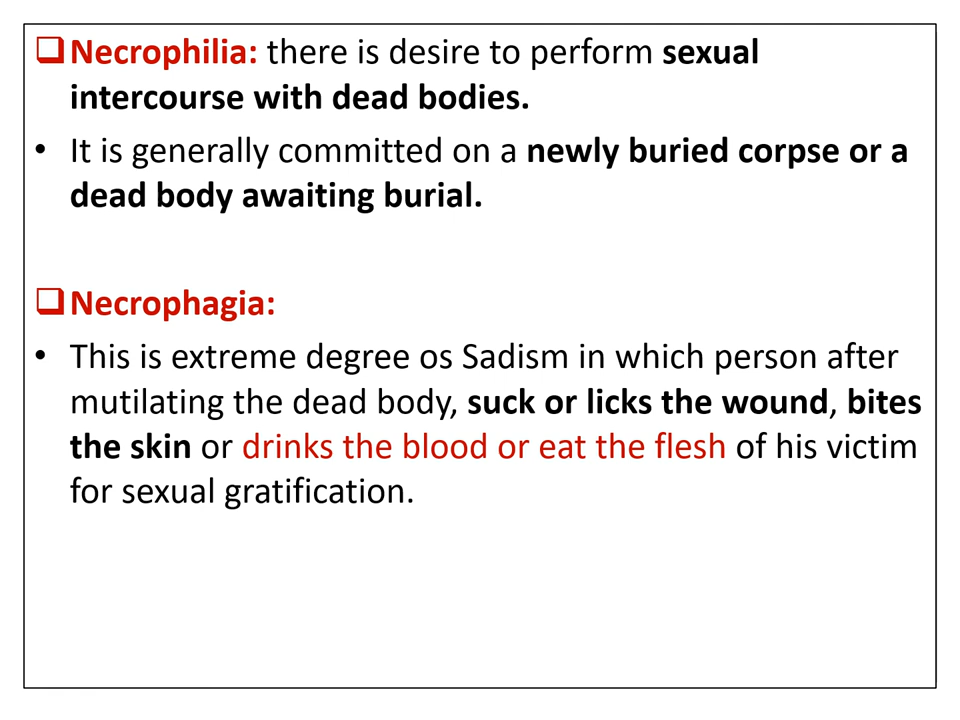 ❑Necrophilia: there is desire to perform sexual
intercourse with dead bodies.
• It is generally committed on a newly buried corpse or a
dead body awaiting burial.
❑Necrophagia:
• This is extreme degree os Sadism in which person after
mutilating the dead body, suck or licks the wound, bites
the skin or drinks the blood or eat the flesh of his victim
for sexual gratification.